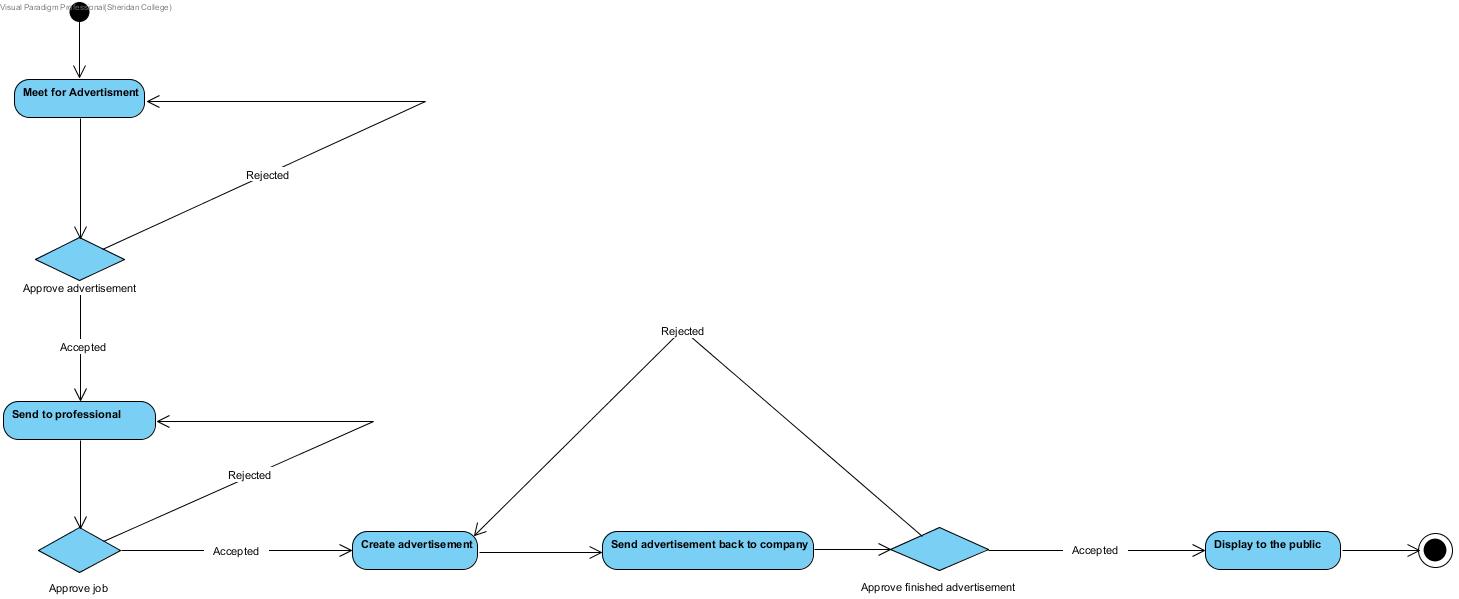 Visual Paradigm Professional(Sheridan College)
Meet for Advertisment
Rejected
Approve advertisement
Accepted
Rejected
Send to professional
Rejected
Accepted
Create advertisement
Send advertisement back to company
Accepted
Display to the public
Approve job
Approve finished advertisement